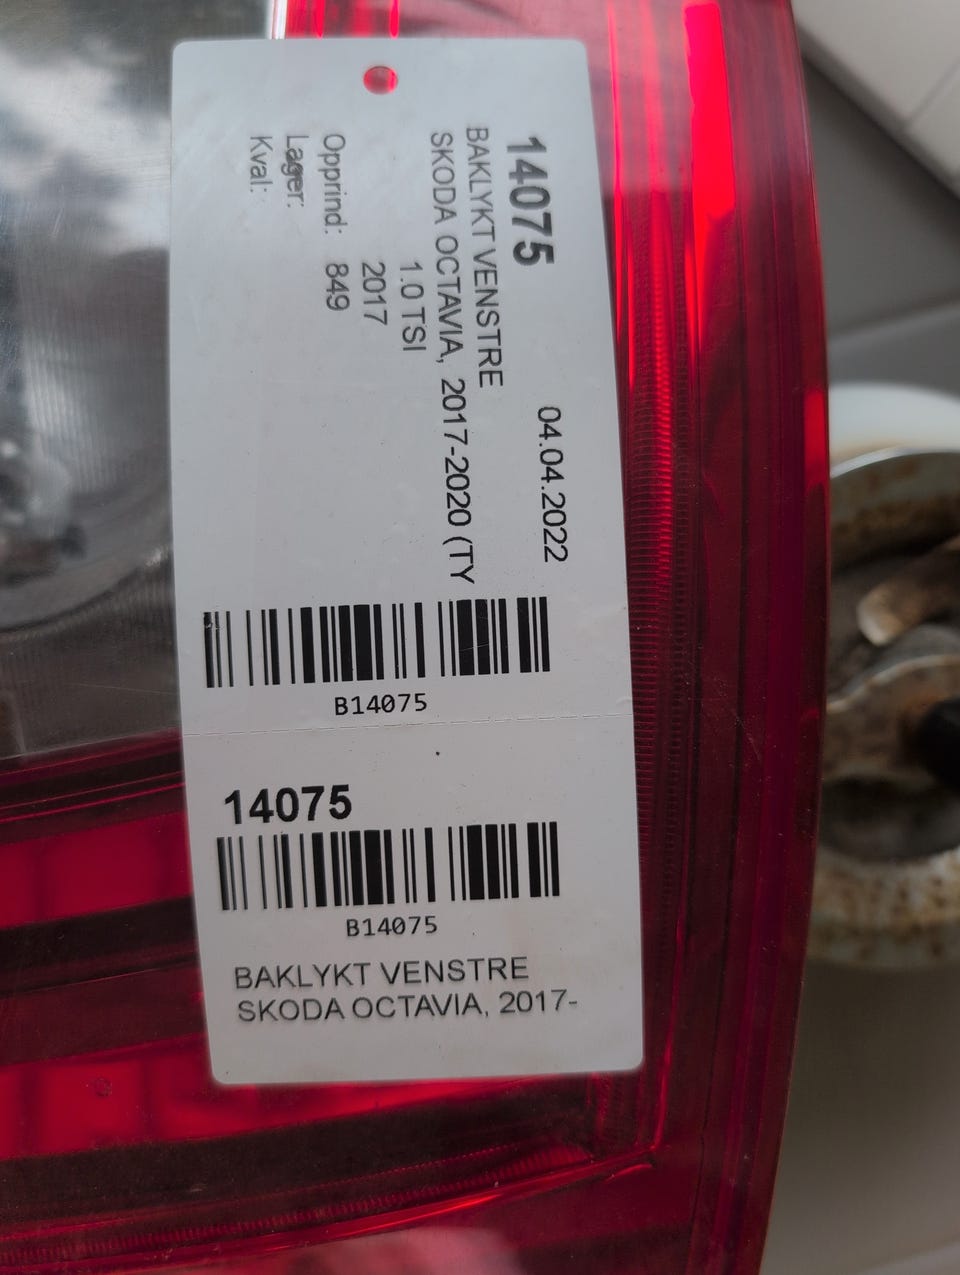 14075
04.04.2022
BAKLYKT VENSTRE
SKODA OCTAVIA, 2017-2020 (TY
1.0 TSI
2017
Opprind: 849
Lager:
Kval:
B14075
14075
B14075
BAKLYKT VENSTRE
SKODA OCTAVIA, 2017-